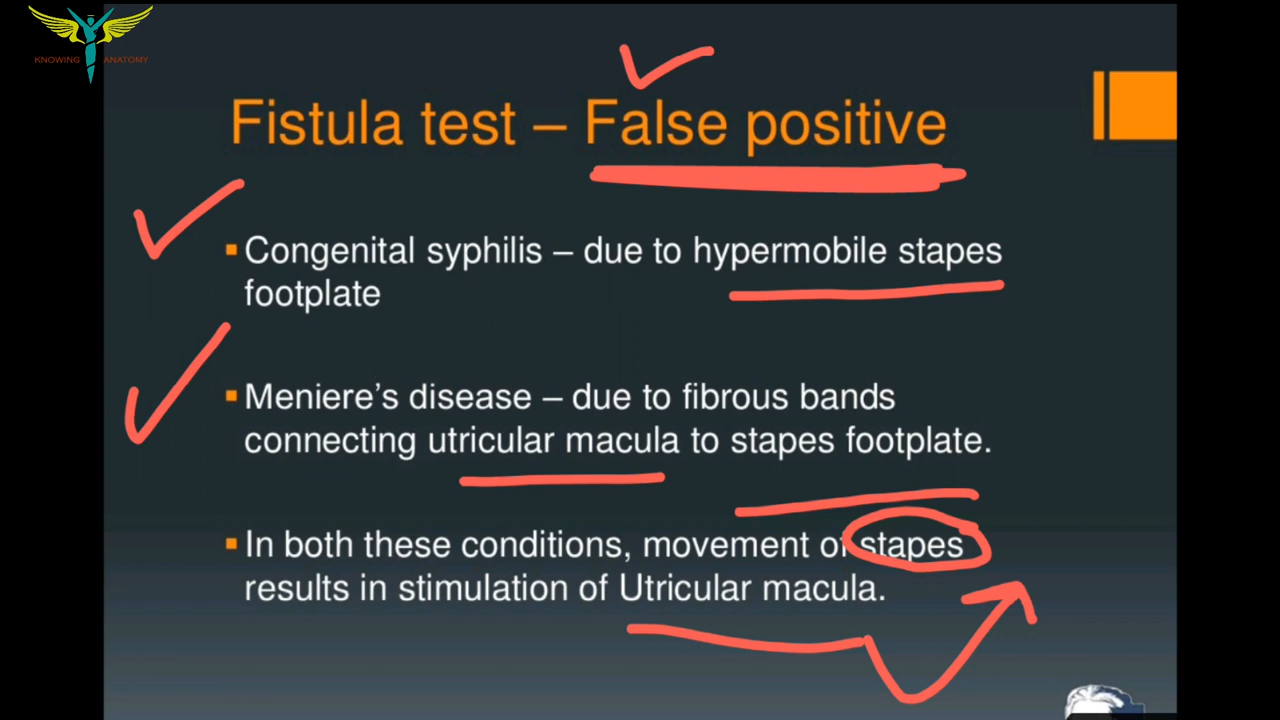 KNOWING ANATOMY
Fistula test – False positive
▪ Congenital syphilis – due to hypermobile stapes
footplate
▪ Meniere’s disease – due to fibrous bands
connecting utricular macula to stapes footplate.
▪ In both these conditions, movement of stapes
results in stimulation of Utricular macula.